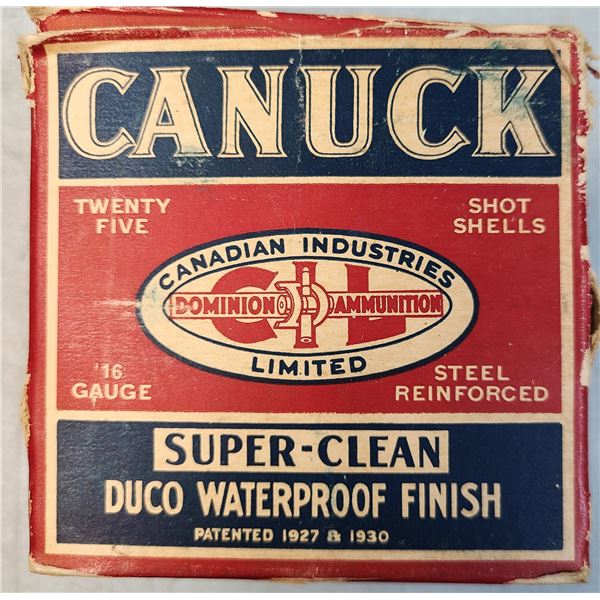 CANUCK
TWENTY FIVE
SHOT SHELLS
CANADIAN INDUSTRIES
CIL
DOMINION AMMUNITION
LIMITED
'16 GAUGE
STEEL REINFORCED
SUPER-CLEAN
DUCO WATERPROOF FINISH
PATENTED 1927 & 1930